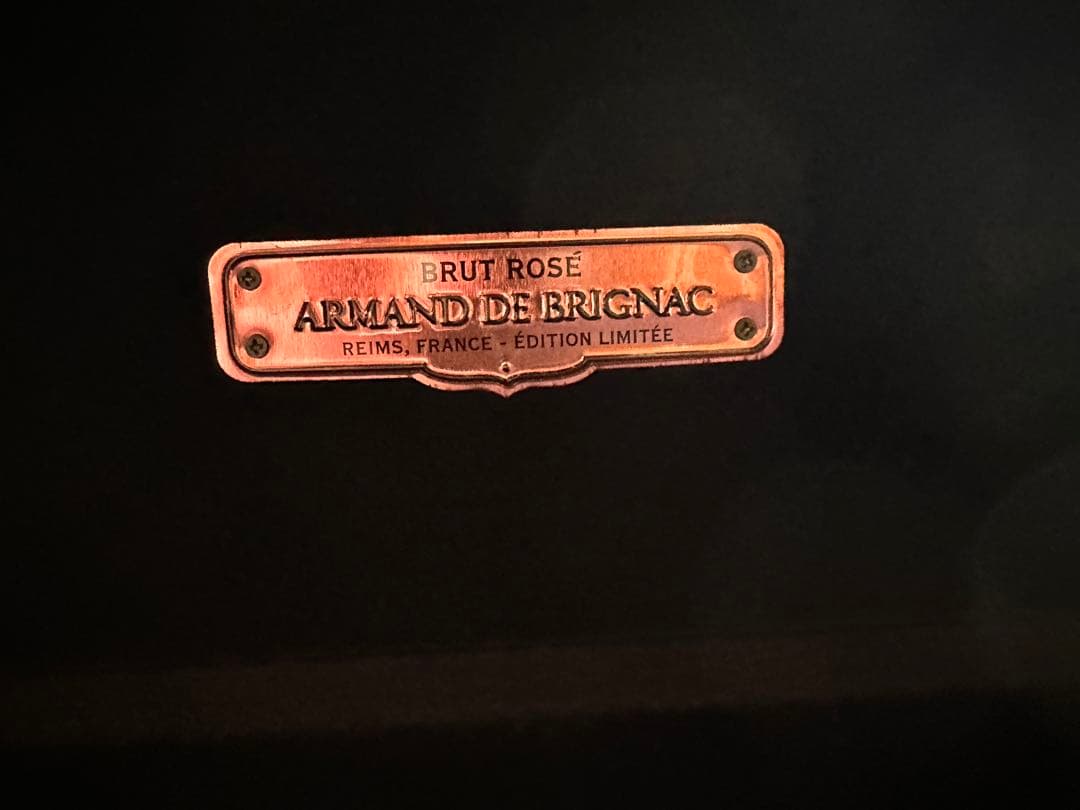 BRUT ROSÉ
ARMAND DE BRIGNAC
REIMS, FRANCE - ÉDITION LIMITÉE